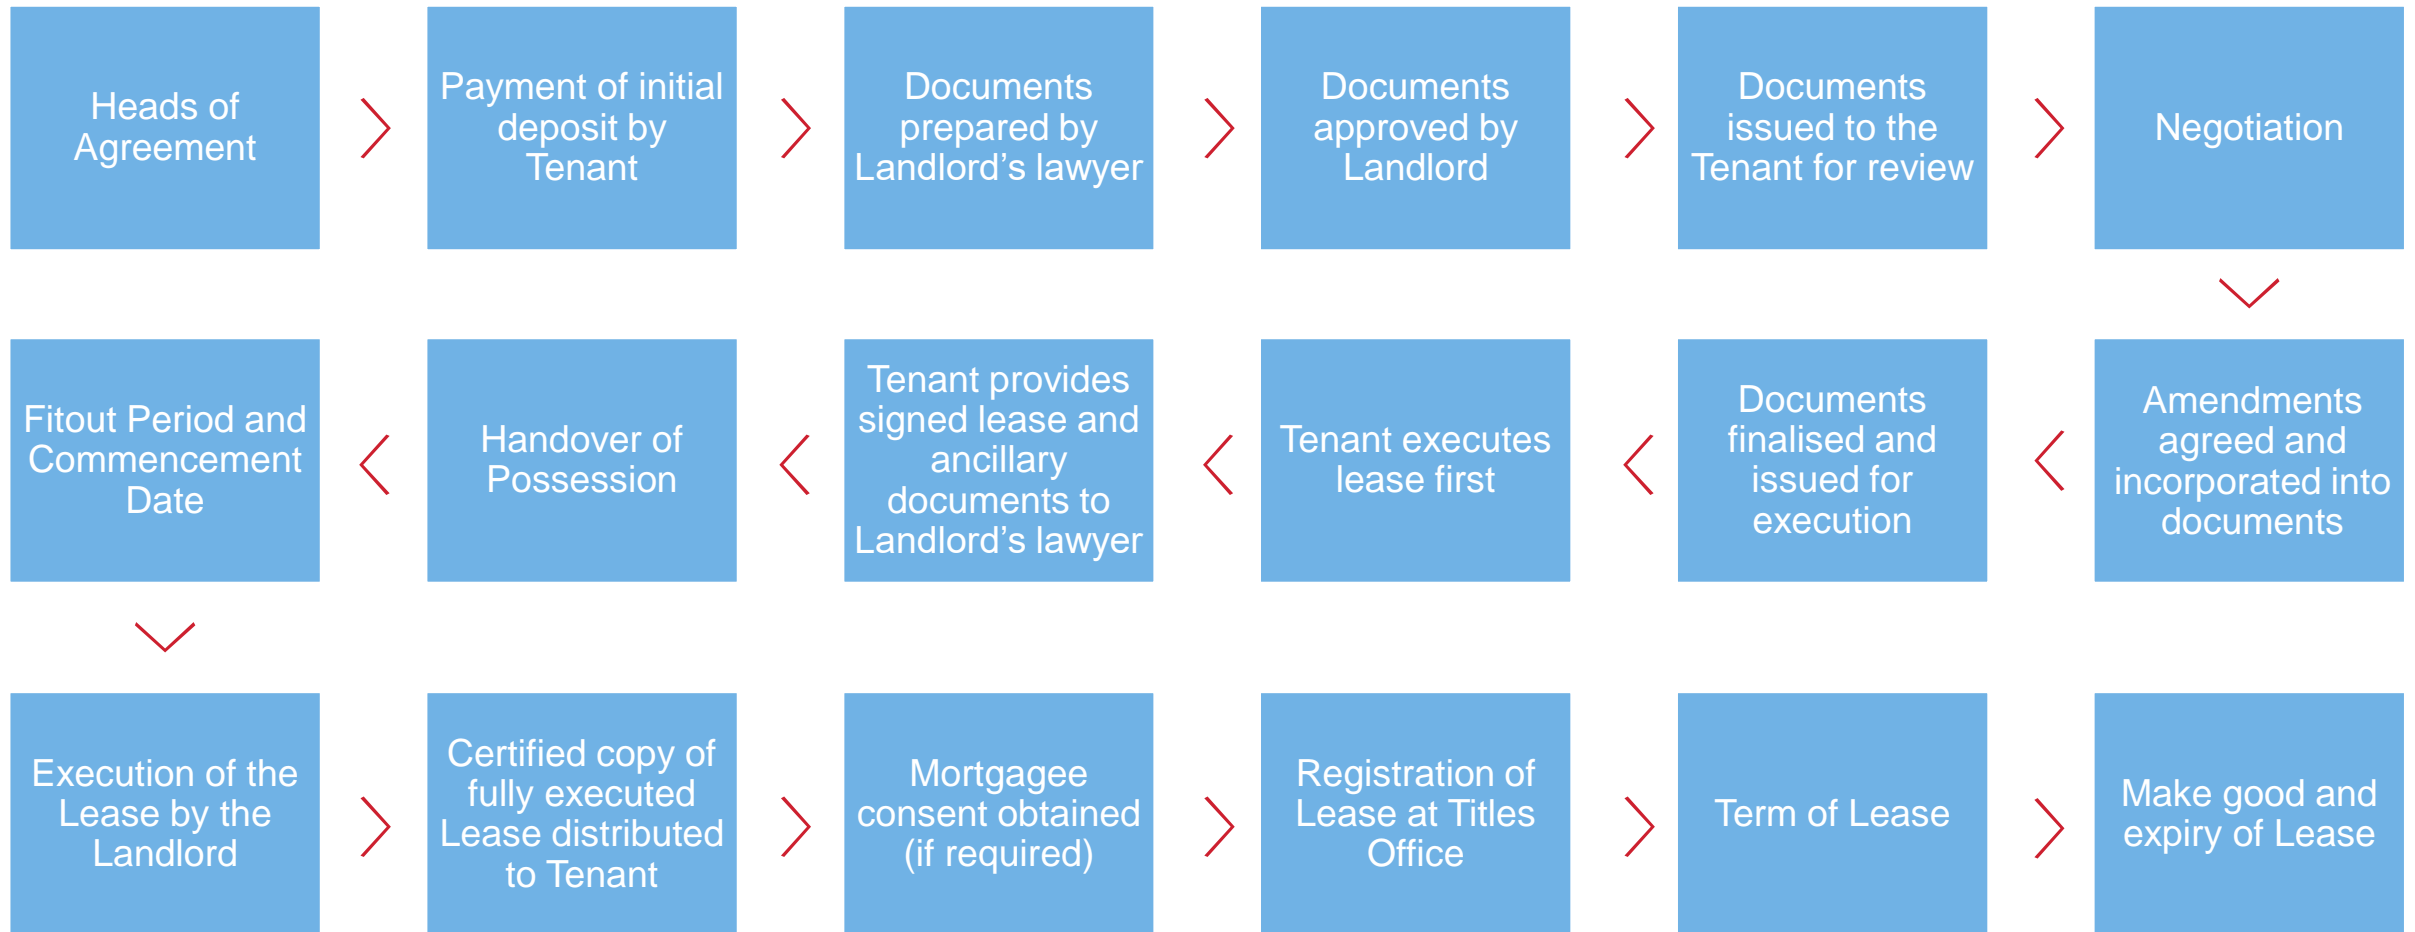 Heads of
Agreement
Payment of initial
deposit by
Tenant
Documents
prepared by
Landlord’s lawyer
Documents
approved by
Landlord
Documents
issued to the
Tenant for review
Negotiation
Amendments
agreed and
incorporated into
documents
Documents
finalised and
issued for
execution
Tenant executes
lease first
Tenant provides
signed lease and
ancillary
documents to
Landlord’s lawyer
Handover of
Possession
Fitout Period and
Commencement
Date
Execution of the
Lease by the
Landlord
Certified copy of
fully executed
Lease distributed
to Tenant
Mortgagee
consent obtained
(if required)
Registration of
Lease at Titles
Office
Term of Lease
Make good and
expiry of Lease